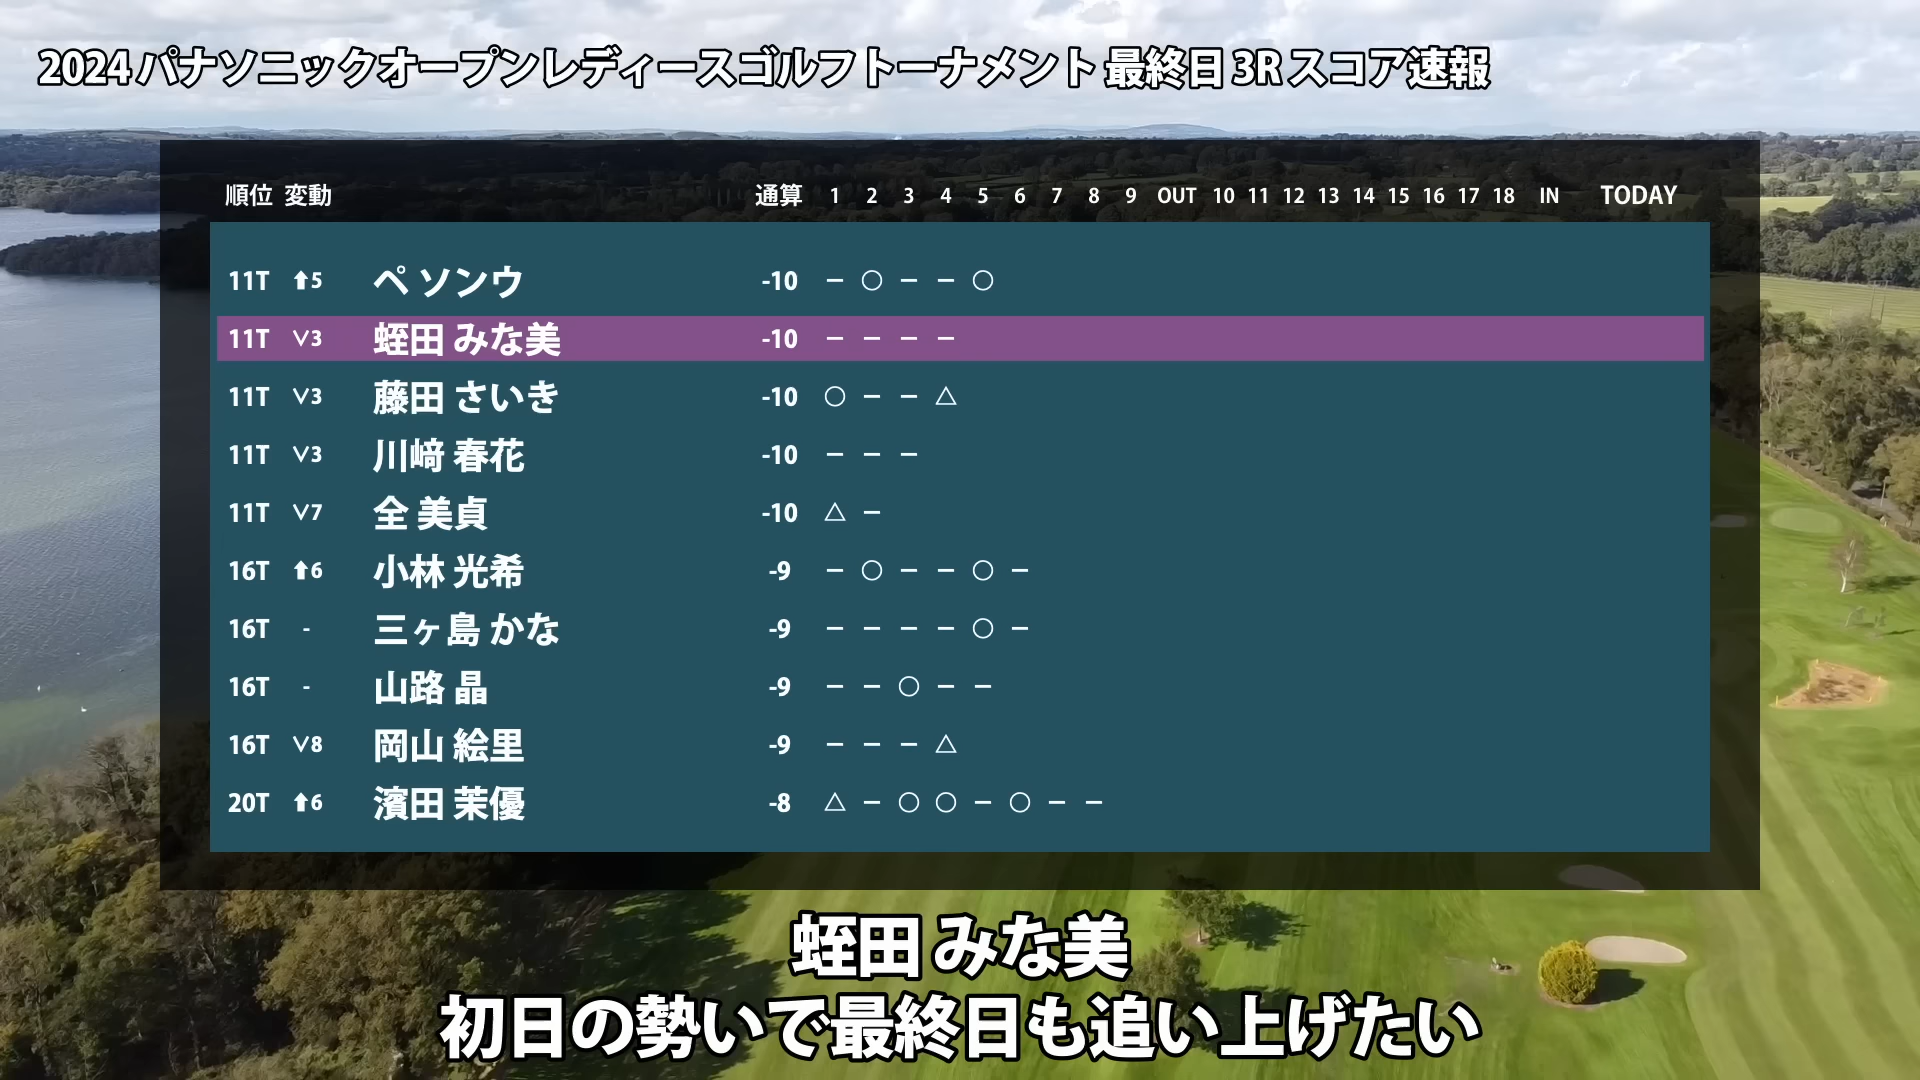 2024 パナソニックオープンレディースゴルフトーナメント 最終日 3R スコア速報
順位 変動 通算 1 2 3 4 5 6 7 8 9 OUT 10 11 12 13 14 15 16 17 18 IN TODAY
11T ⬆5 ペ ソンウ -10 － ○ － － ○
11T ∨3 蛭田 みな美 -10 － － － －
11T ∨3 藤田 さいき -10 ○ － － △
11T ∨3 川﨑 春花 -10 － － －
11T ∨7 全 美貞 -10 △ －
16T ⬆6 小林 光希 -9 － ○ － － ○ －
16T - 三ヶ島 かな -9 － － － － ○ －
16T - 山路 晶 -9 － － ○ － －
16T ∨8 岡山 絵里 -9 － － － △
20T ⬆6 濱田 茉優 -8 △ － ○ ○ － ○ － －
蛭田 みな美
初日の勢いで最終日も追い上げたい